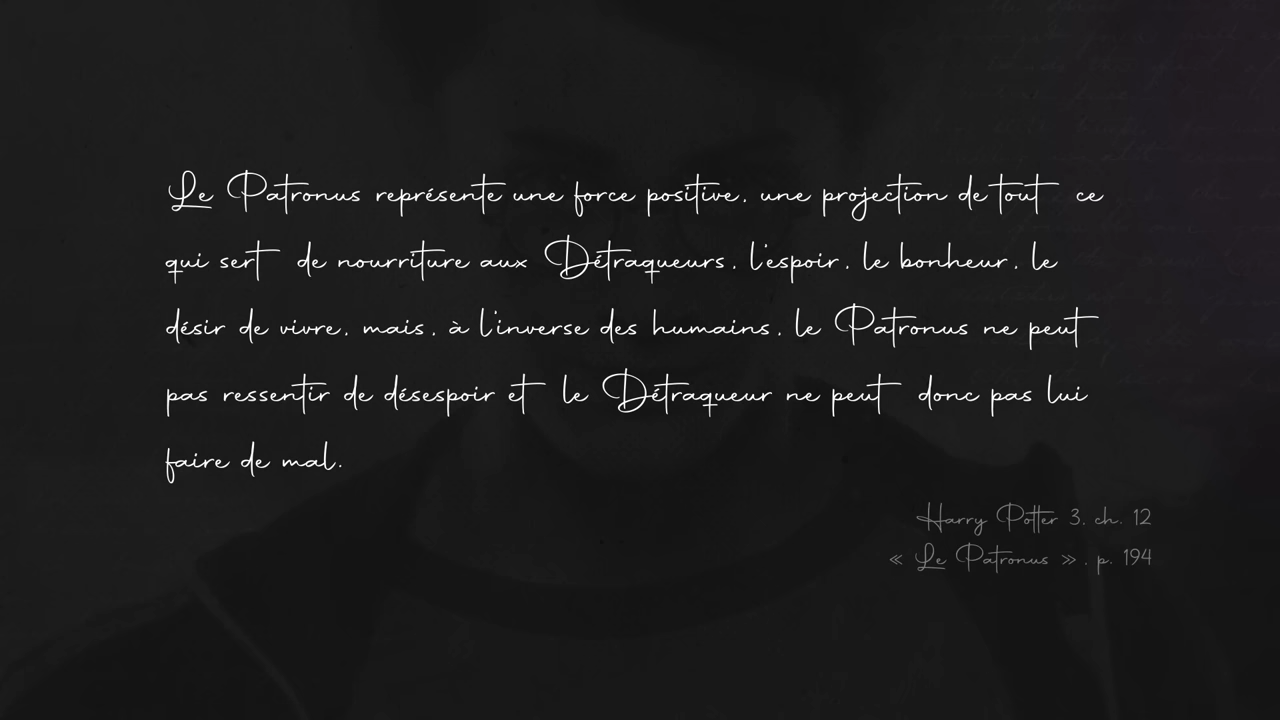 Le Patronus représente une force positive, une projection de tout ce
qui sert de nourriture aux Détraqueurs, l'espoir, le bonheur, le
désir de vivre, mais, à l'inverse des humains, le Patronus ne peut
pas ressentir de désespoir et le Détraqueur ne peut donc pas lui
faire de mal.
Harry Potter 3, ch. 12
« Le Patronus », p. 194